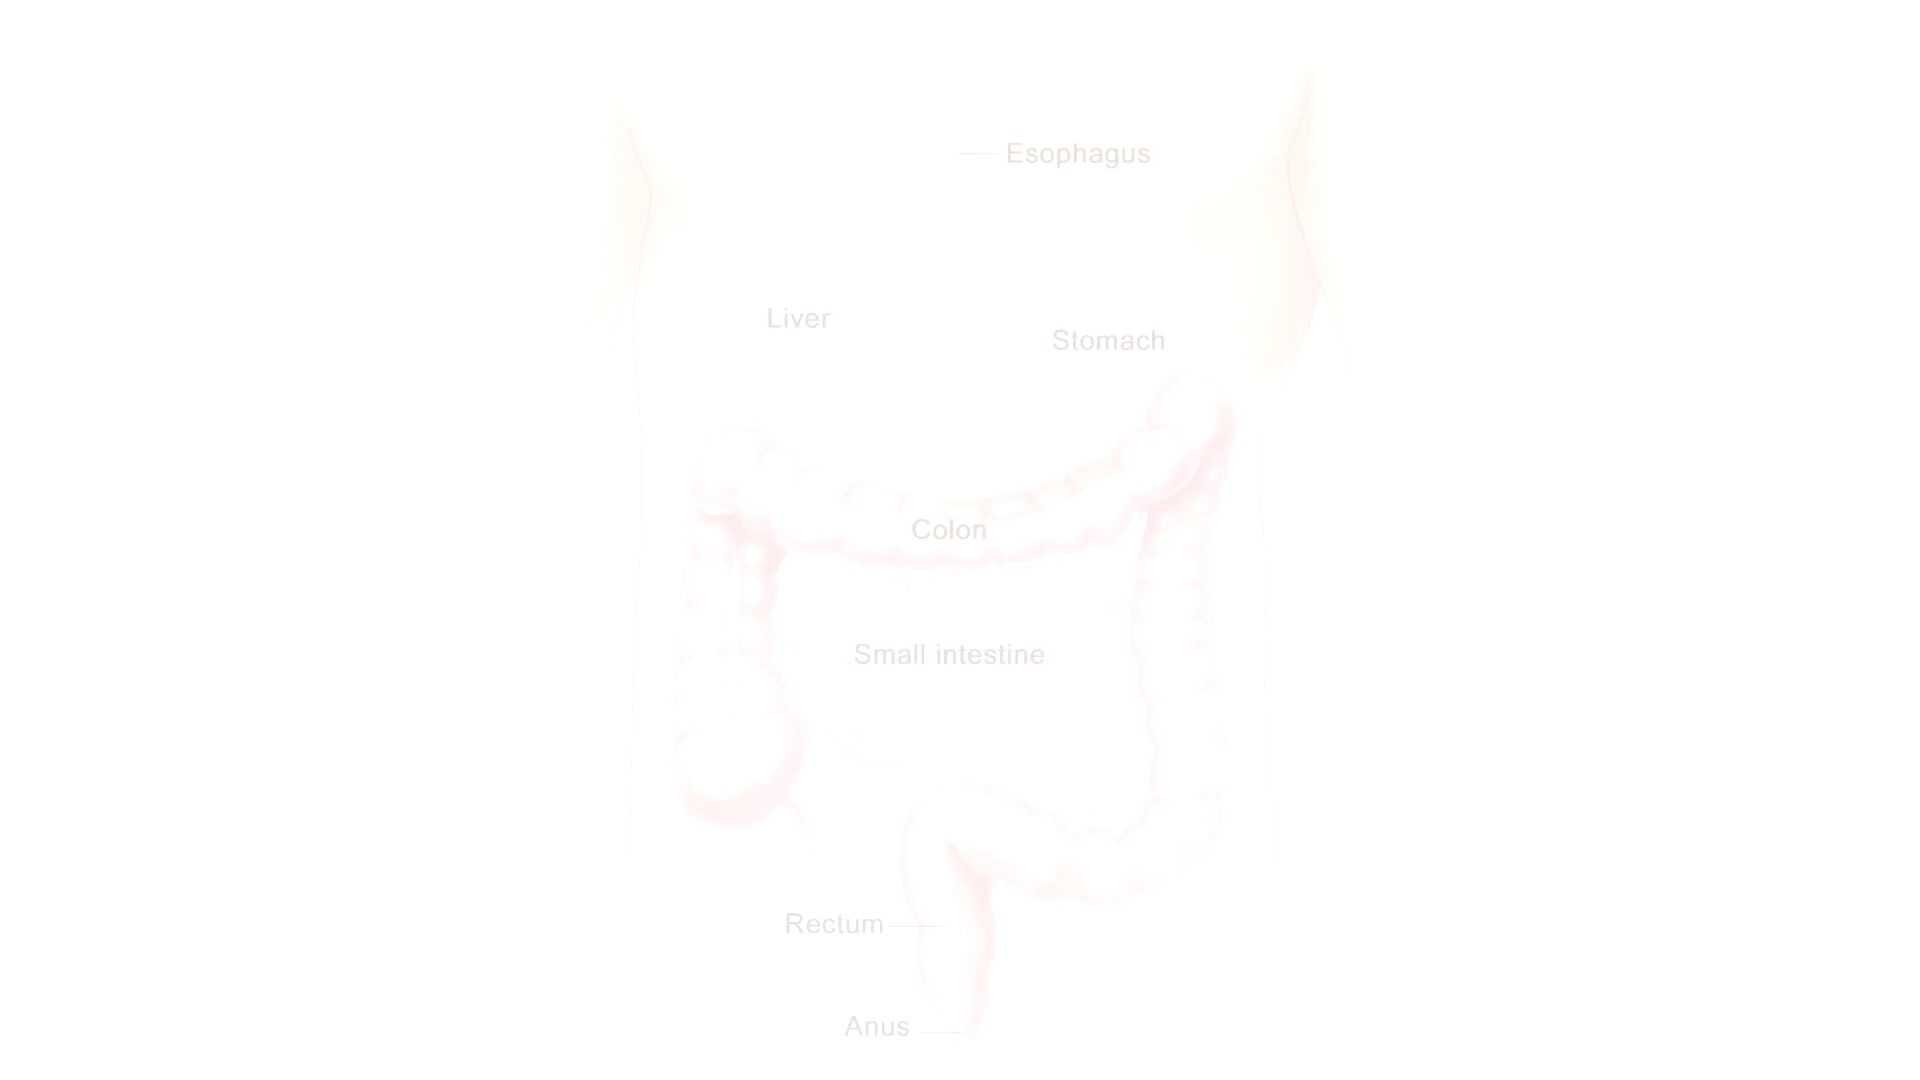 Esophagus
Liver
Stomach
Colon
Small intestine
Rectum
Anus